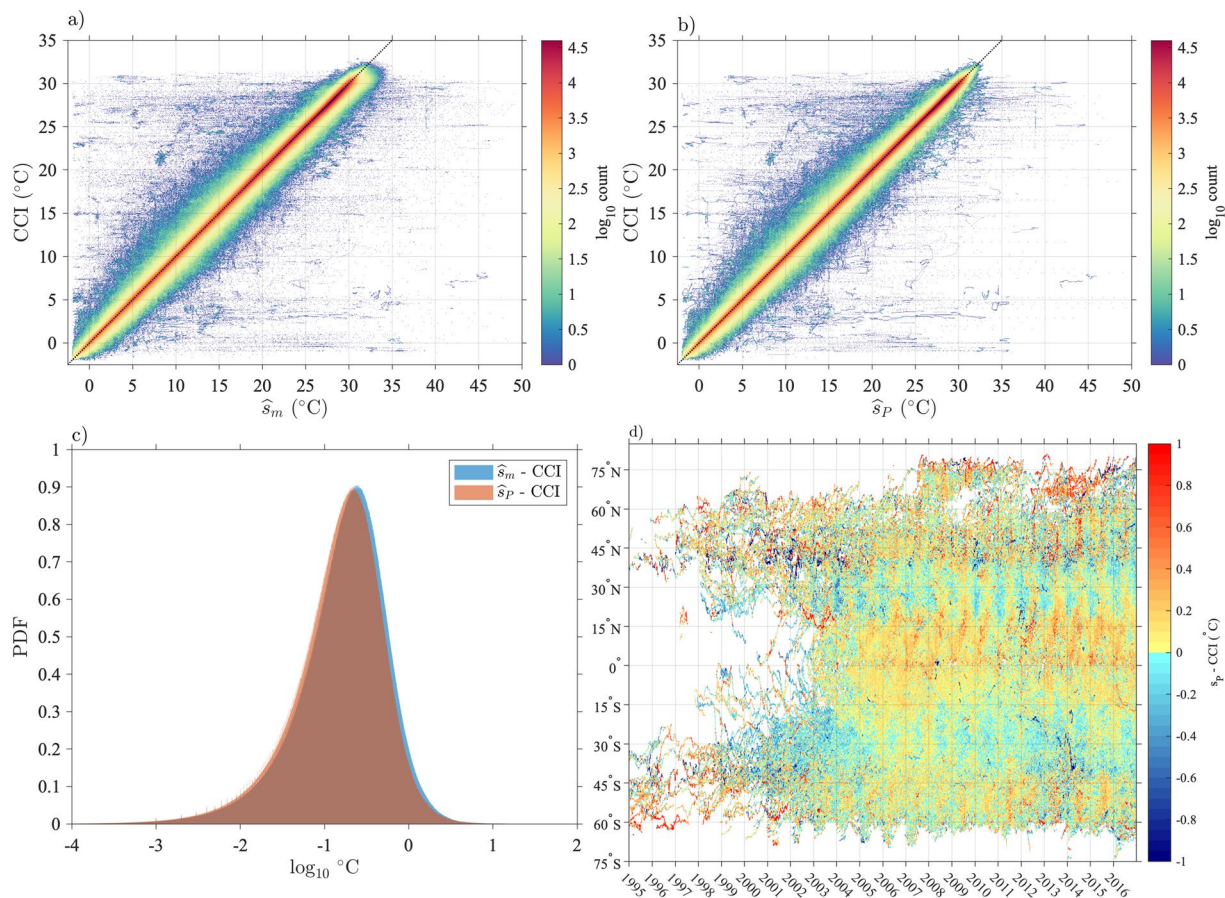 a)
35
30
25
20
15
10
5
0
CCI (°C)
0 5 10 15 20 25 30 35 40 45 50
ŝ_m (°C)
4.5
4
3.5
3
2.5
2
1.5
1
0.5
0
log₁₀ count
b)
35
30
25
20
15
10
5
0
CCI (°C)
0 5 10 15 20 25 30 35 40 45 50
ŝ_P (°C)
4.5
4
3.5
3
2.5
2
1.5
1
0.5
0
log₁₀ count
c)
1
0.9
0.8
0.7
0.6
0.5
0.4
0.3
0.2
0.1
0
PDF
ŝ_m - CCI
ŝ_P - CCI
-4 -3 -2 -1 0 1 2
log₁₀ °C
d)
75°N
60°N
45°N
30°N
15°N
0°
15°S
30°S
45°S
60°S
75°S
1995 1996 1997 1998 1999 2000 2001 2002 2003 2004 2005 2006 2007 2008 2009 2010 2011 2012 2013 2014 2015 2016
1
0.8
0.6
0.4
0.2
0
-0.2
-0.4
-0.6
-0.8
-1
s_P - CCI (°C)